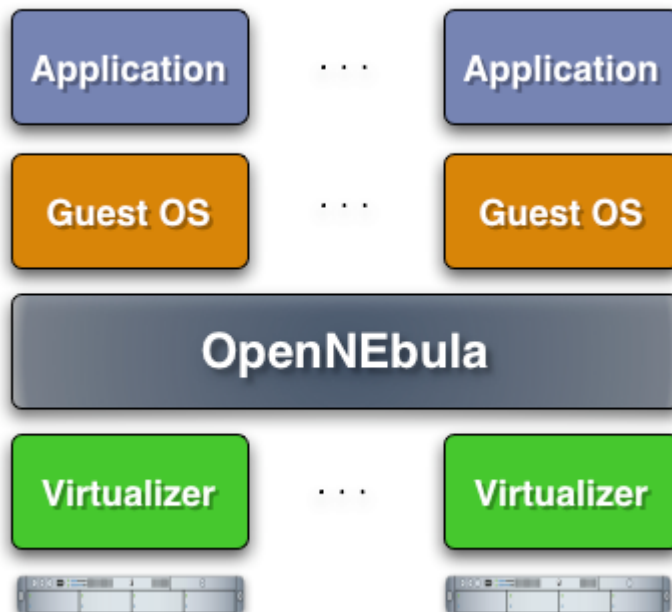 Application ... Application
Guest OS ... Guest OS
OpenNEbula
Virtualizer ... Virtualizer